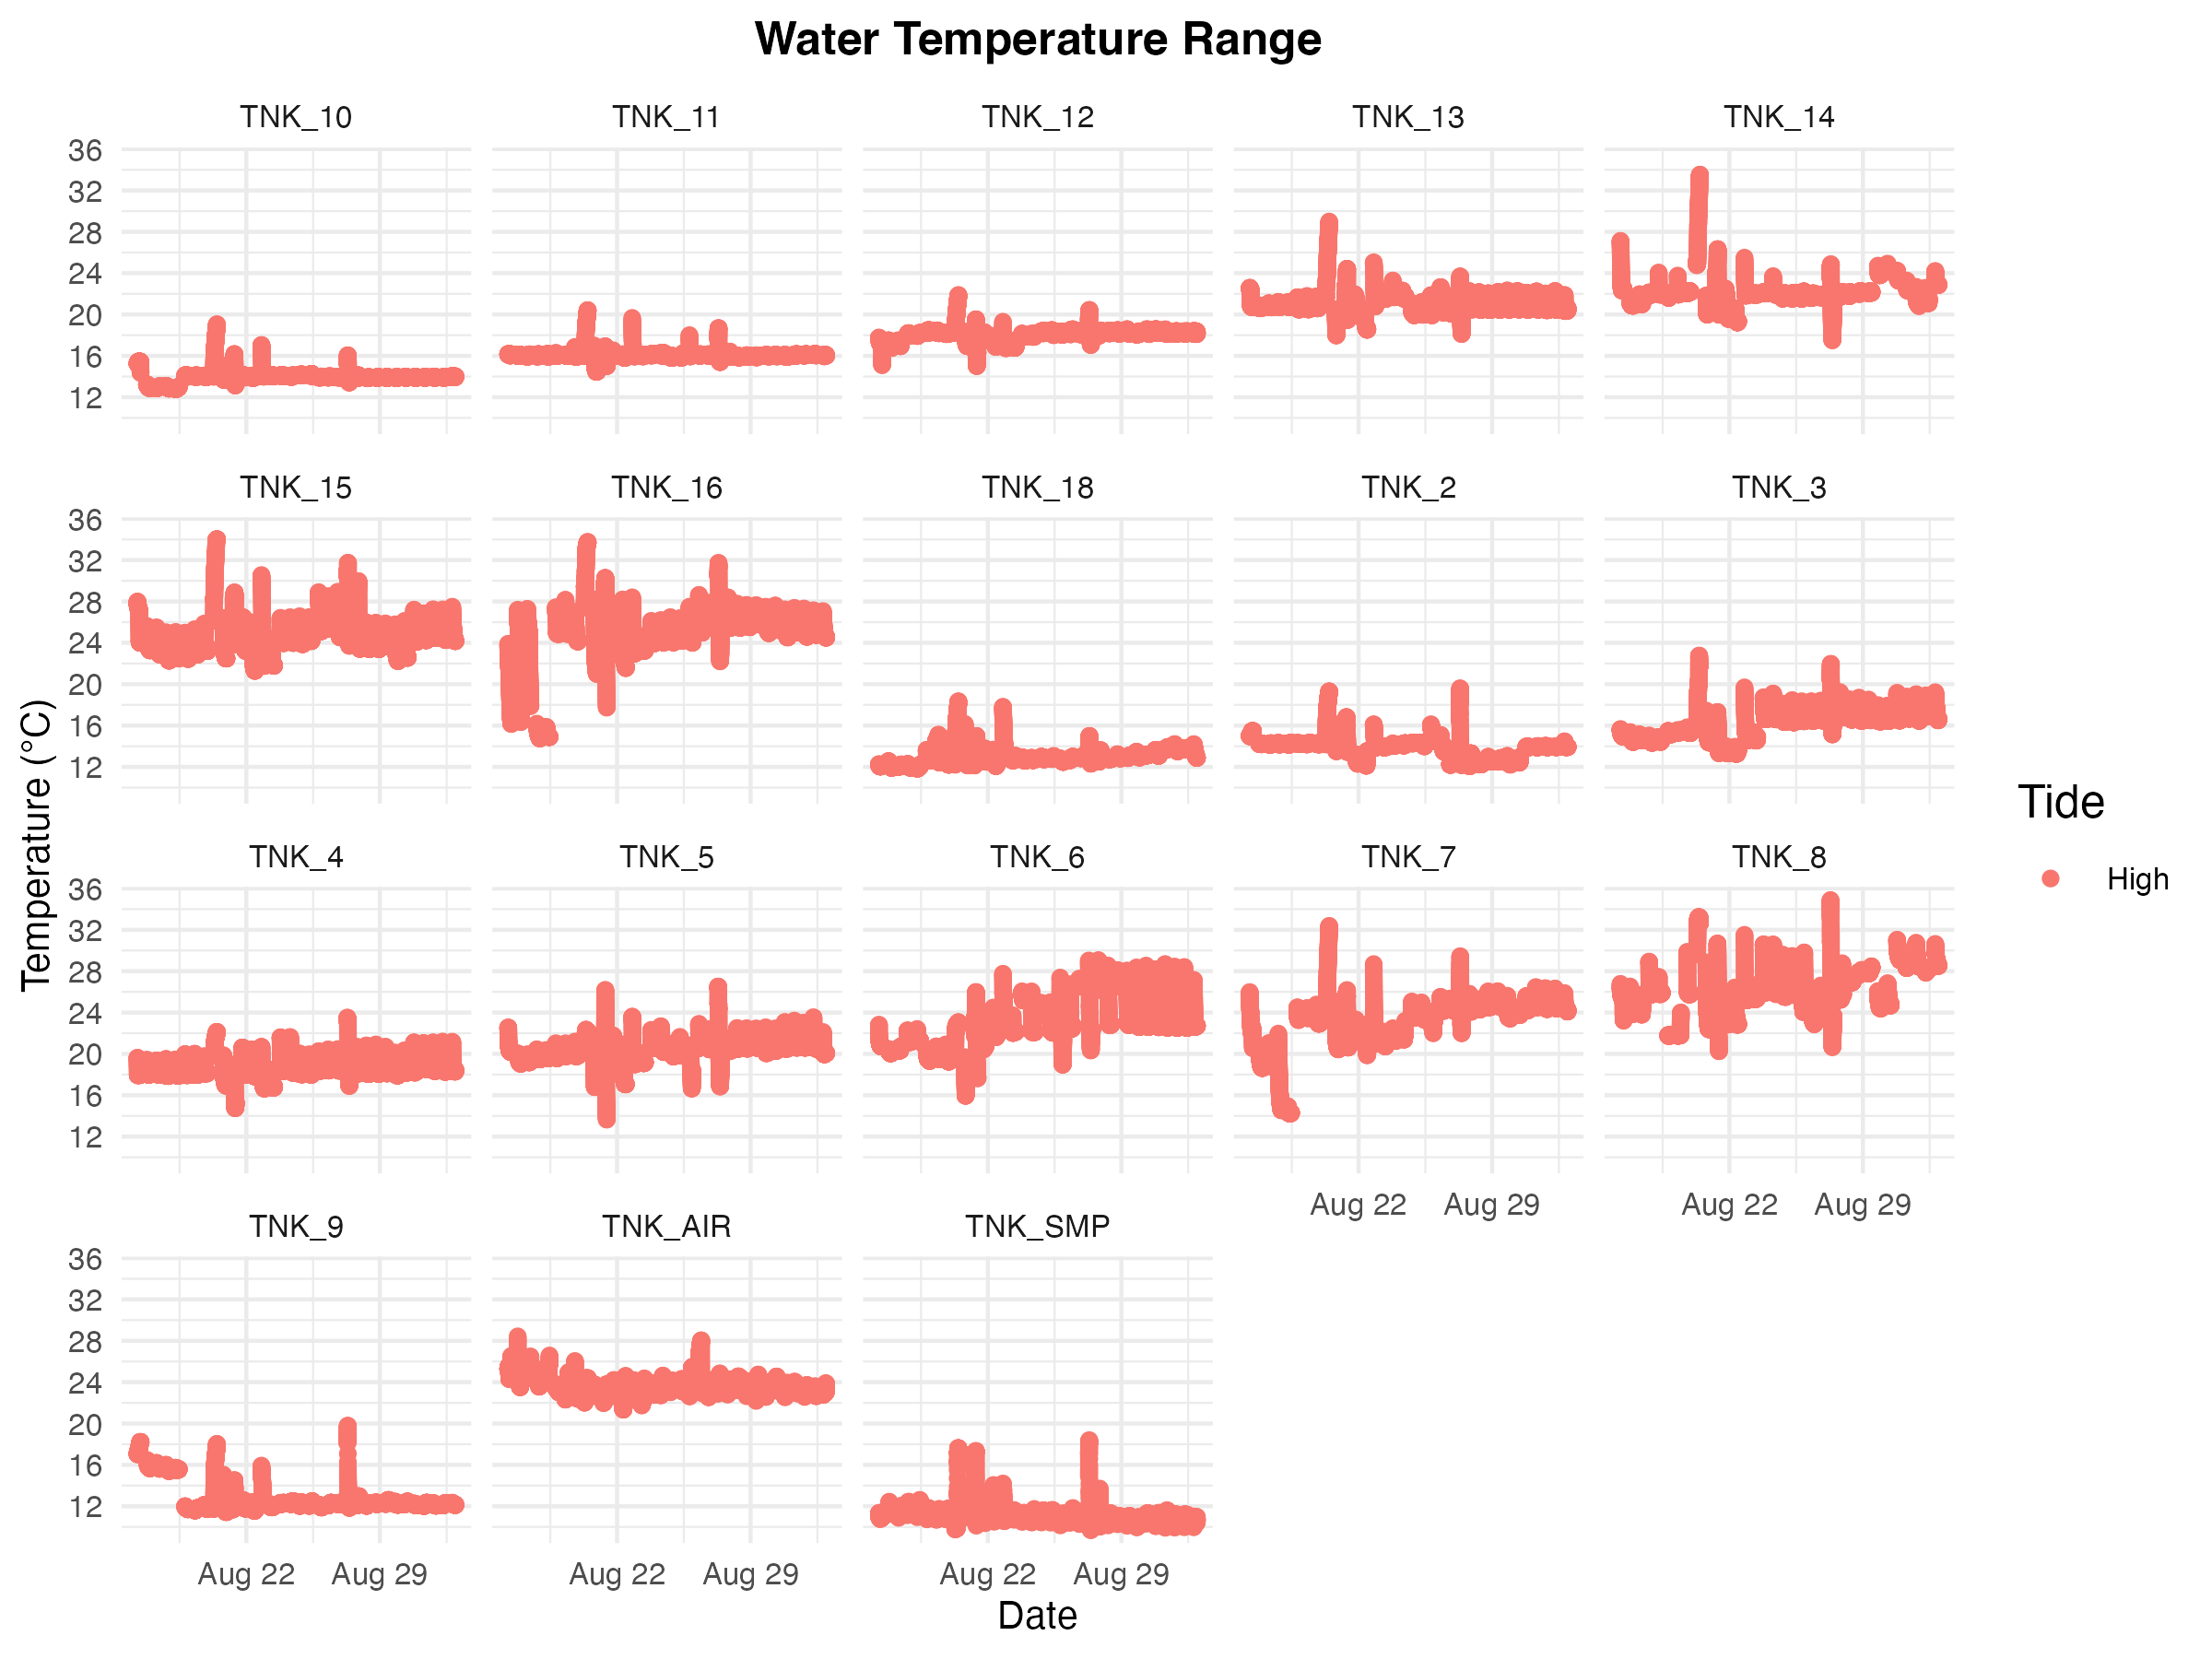 Water Temperature Range
TNK_10 TNK_11 TNK_12 TNK_13 TNK_14
36
32
28
24
20
16
12
TNK_15 TNK_16 TNK_18 TNK_2 TNK_3
36
32
28
24
20
16
12
TNK_4 TNK_5 TNK_6 TNK_7 TNK_8
36
32
28
24
20
16
12
Aug 22 Aug 29 Aug 22 Aug 29
TNK_9 TNK_AIR TNK_SMP
36
32
28
24
20
16
12
Aug 22 Aug 29 Aug 22 Aug 29 Aug 22 Aug 29
Date
Temperature (°C)
Tide
High